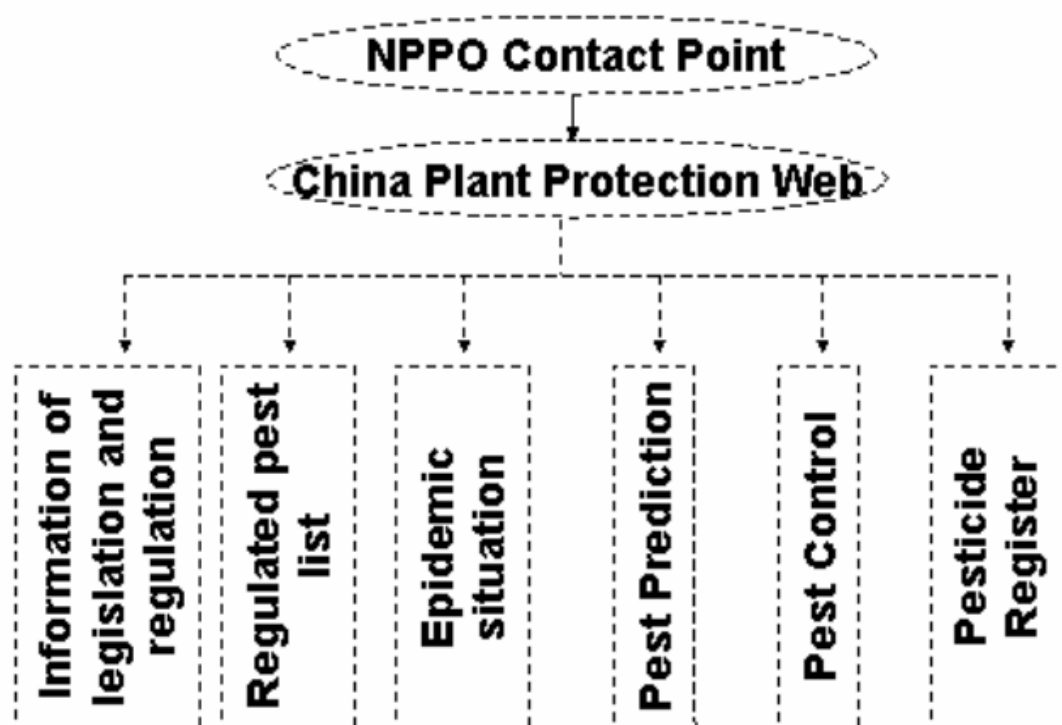 NPPO Contact Point
China Plant Protection Web
Information of
legislation and
regulation
Regulated pest
list
Epidemic
situation
Pest Prediction
Pest Control
Pesticide
Register